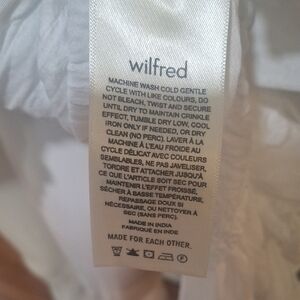 wilfred
MACHINE WASH COLD GENTLE
CYCLE WITH LIKE COLOURS, DO
NOT BLEACH, TWIST AND SECURE
UNTIL DRY TO MAINTAIN CRINKLE
EFFECT, TUMBLE DRY LOW, COOL
IRON ONLY IF NEEDED, OR DRY
CLEAN (NO PERC). LAVER À LA
MACHINE À L'EAU FROIDE AU
CYCLE DÉLICAT AVEC COULEURS
SEMBLABLES, NE PAS JAVELISER,
TORDRE ET ATTACHER JUSQU'À
CE QUE L'ARTICLE SOIT SEC POUR
MAINTENIR L'EFFET FROISSÉ,
SÉCHER À BASSE TEMPÉRATURE,
REPASSAGE DOUX SI
NÉCESSAIRE, OU NETTOYER À
SEC (SANS PERC).
MADE IN INDIA
FABRIQUÉ EN INDE
MADE FOR EACH OTHER.